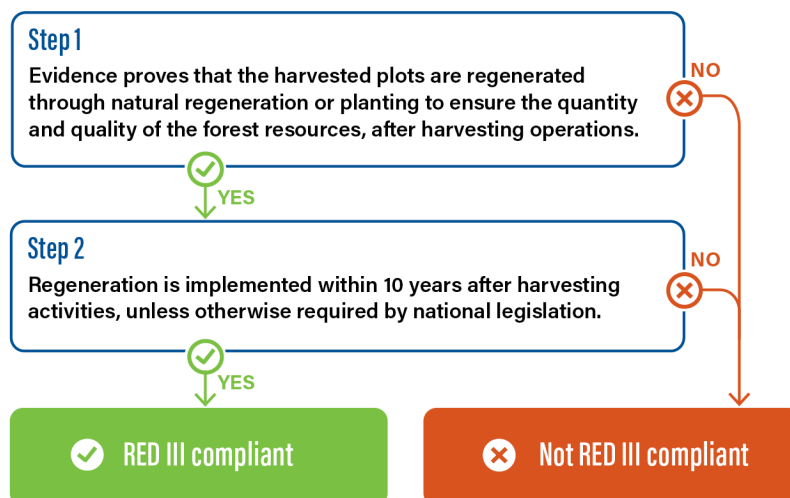 Step 1
Evidence proves that the harvested plots are regenerated
through natural regeneration or planting to ensure the quantity
and quality of the forest resources, after harvesting operations.
NO
YES
Step 2
Regeneration is implemented within 10 years after harvesting
activities, unless otherwise required by national legislation.
NO
YES
RED III compliant
Not RED III compliant